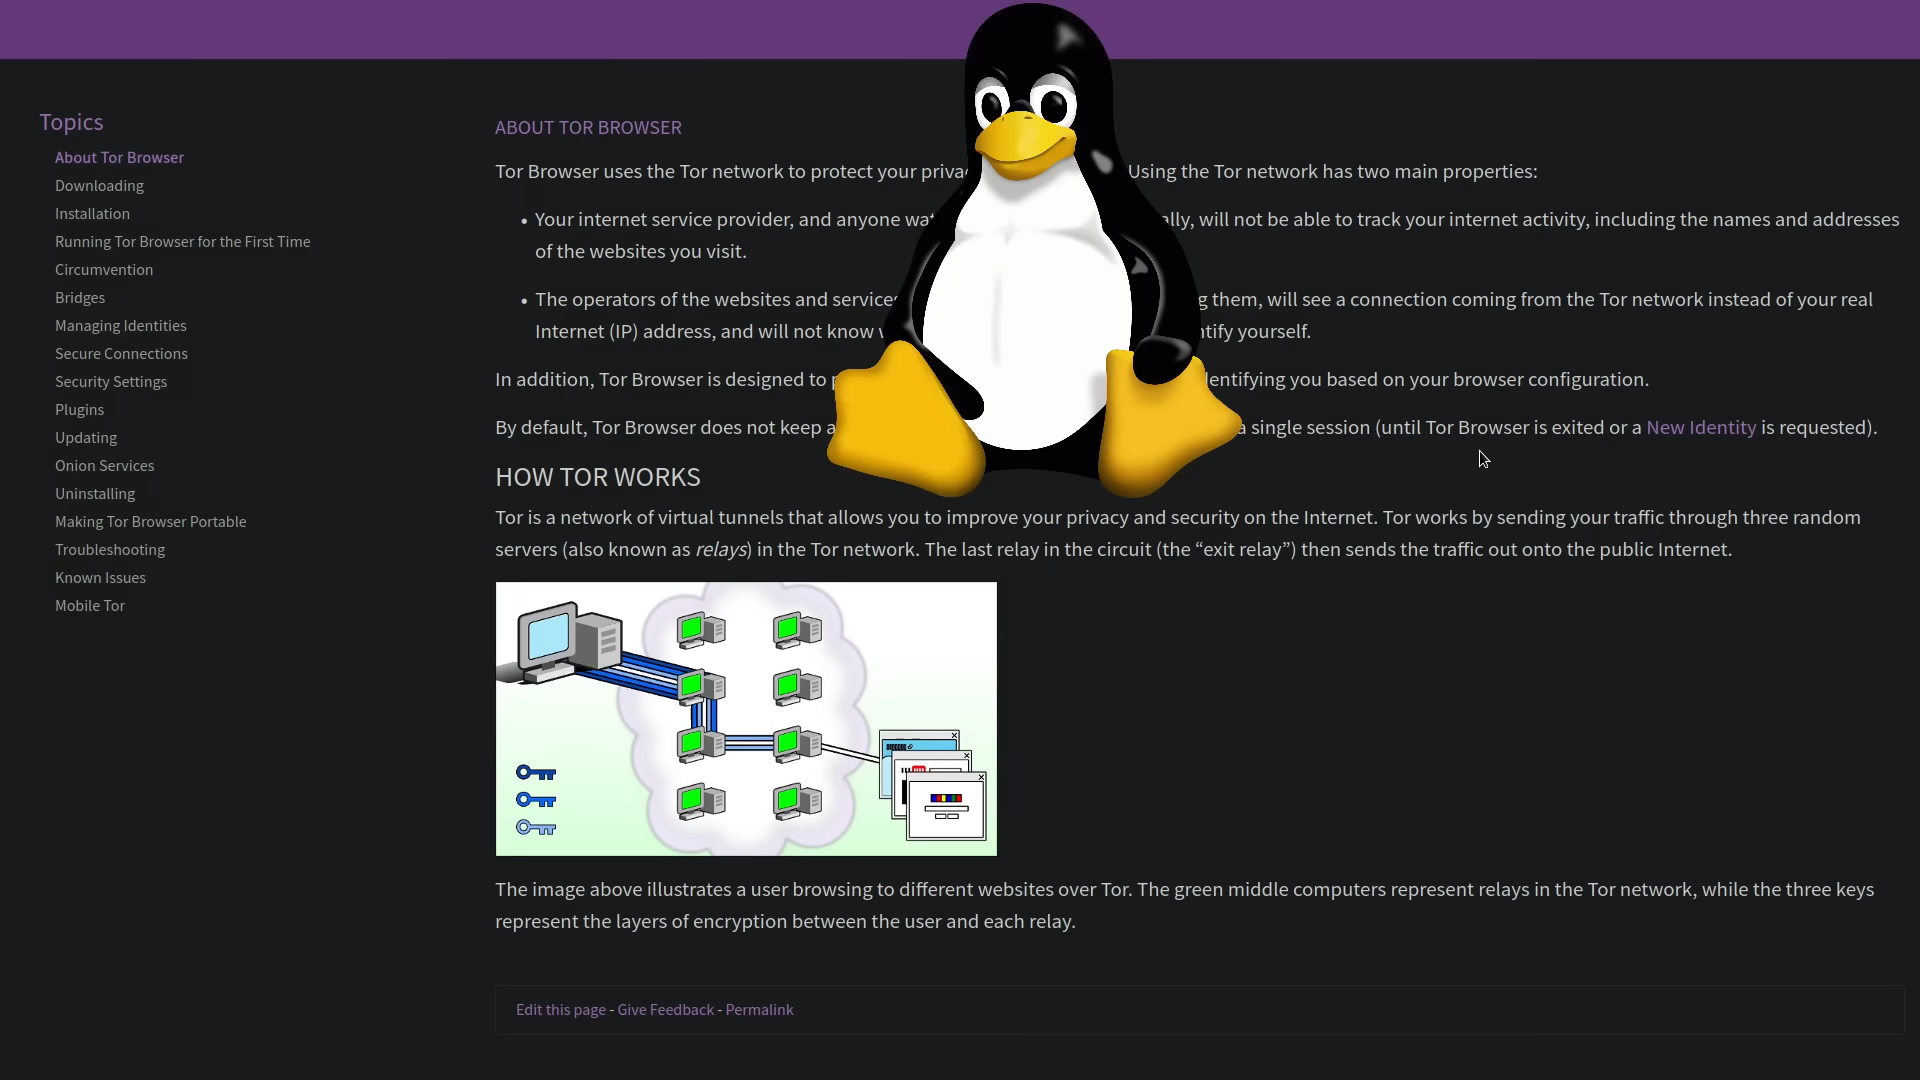 Topics
About Tor Browser
Downloading
Installation
Running Tor Browser for the First Time
Circumvention
Bridges
Managing Identities
Secure Connections
Security Settings
Plugins
Updating
Onion Services
Uninstalling
Making Tor Browser Portable
Troubleshooting
Known Issues
Mobile Tor
ABOUT TOR BROWSER
Tor Browser uses the Tor network to protect your Using the Tor network has two main properties:
• Your internet service provider, and anyone will not be able to track your internet activity, including the names and addresses
of the websites you visit.
• The operators of the websites and them, will see a connection coming from the Tor network instead of your real
Internet (IP) address, and will not know yourself.
In addition, Tor Browser is designed to you based on your browser configuration.
By default, Tor Browser does not keep a single session (until Tor Browser is exited or a New Identity is requested).
HOW TOR WORKS
Tor is a network of virtual tunnels that allows you to improve your privacy and security on the Internet. Tor works by sending your traffic through three random
servers (also known as relays) in the Tor network. The last relay in the circuit (the “exit relay”) then sends the traffic out onto the public Internet.
The image above illustrates a user browsing to different websites over Tor. The green middle computers represent relays in the Tor network, while the three keys
represent the layers of encryption between the user and each relay.
Edit this page - Give Feedback - Permalink